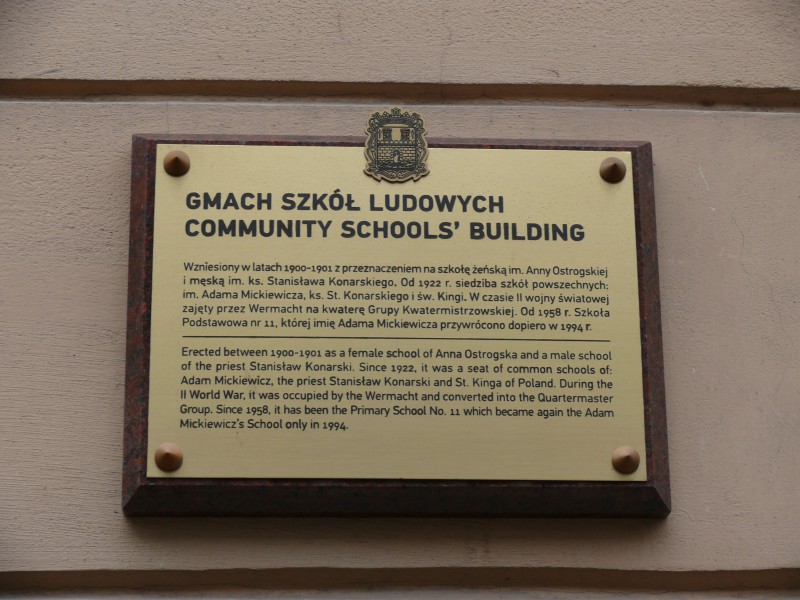 GMACH SZKÓŁ LUDOWYCH
COMMUNITY SCHOOLS' BUILDING
Wzniesiony w latach 1900-1901 z przeznaczeniem na szkołę żeńską im. Anny Ostrogskiej
i męską im. ks. Stanisława Konarskiego. Od 1922 r. siedziba szkół powszechnych:
im. Adama Mickiewicza, ks. St. Konarskiego i św. Kingi. W czasie II wojny światowej
zajęty przez Wermacht na kwaterę Grupy Kwatermistrzowskiej. Od 1958 r. Szkoła
Podstawowa nr 11, której imię Adama Mickiewicza przywrócono dopiero w 1994 r.
Erected between 1900-1901 as a female school of Anna Ostrogska and a male school
of the priest Stanisław Konarski. Since 1922, it was a seat of common schools of:
Adam Mickiewicz, the priest Stanisław Konarski and St. Kinga of Poland. During the
II World War, it was occupied by the Wermacht and converted into the Quartermaster
Group. Since 1958, it has been the Primary School No. 11 which became again the Adam
Mickiewicz's School only in 1994.